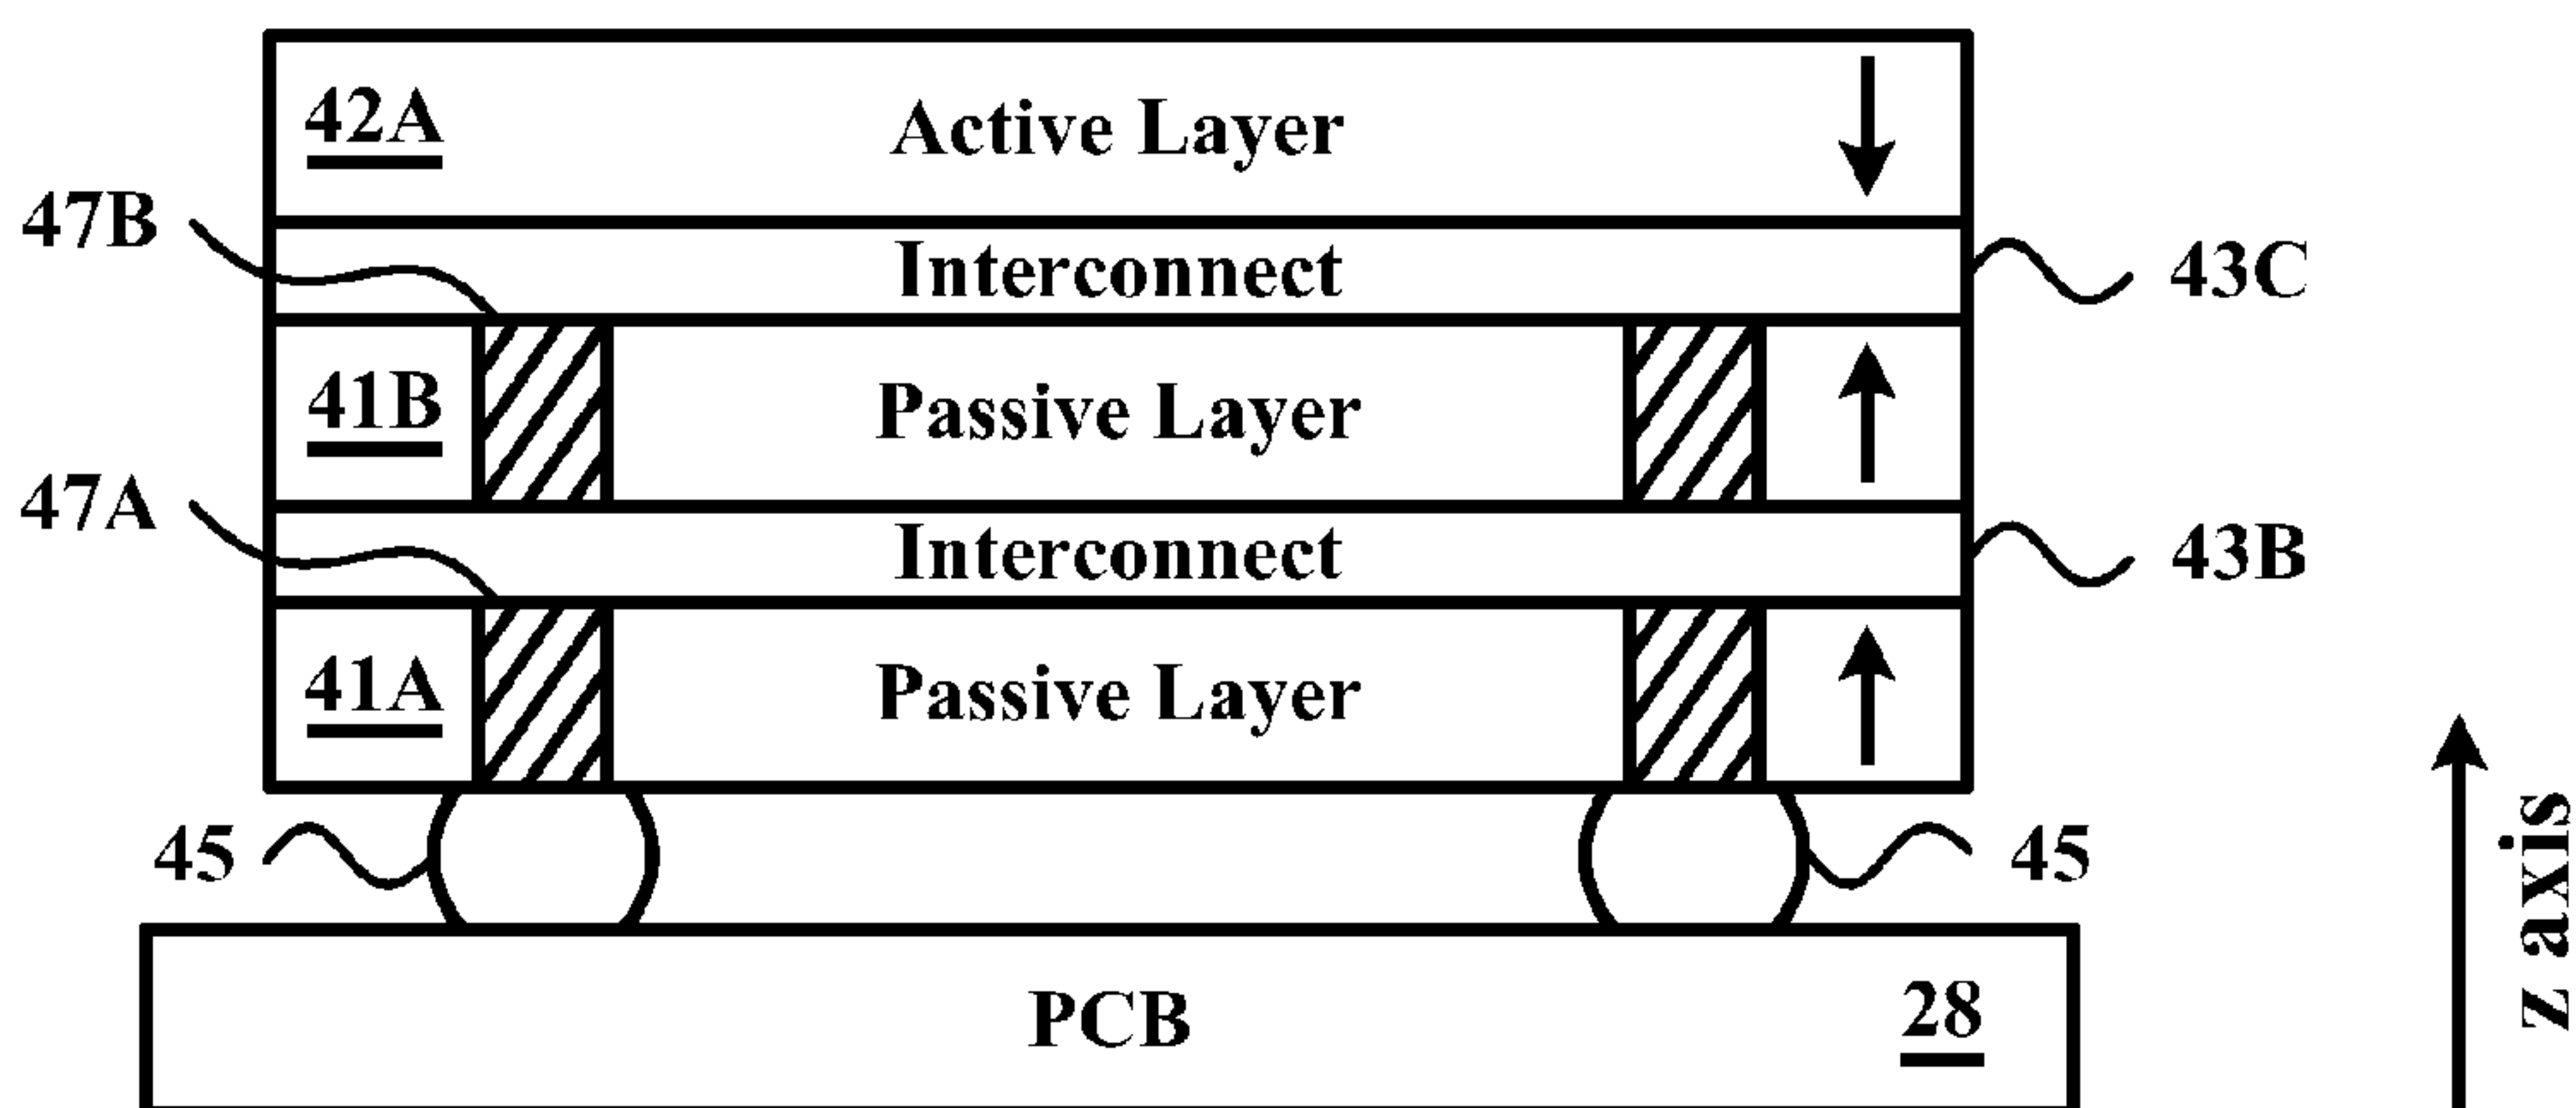 42A Active Layer
47B
Interconnect 43C
41B Passive Layer
47A
Interconnect 43B
41A Passive Layer
45 45
z axis
PCB 28